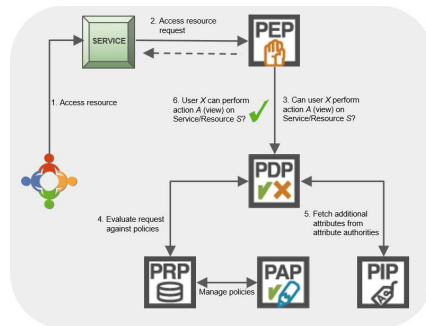 SERVICE
2. Access resource
request
PEP
1. Access resource
6. User X can perform
action A (view) on
Service/Resource S?
3. Can user X perform
action A (view) on
Service/Resource S?
PDP
4. Evaluate request
against policies
5. Fetch additional
attributes from
attribute authorities
PRP
Manage policies
PAP
PIP